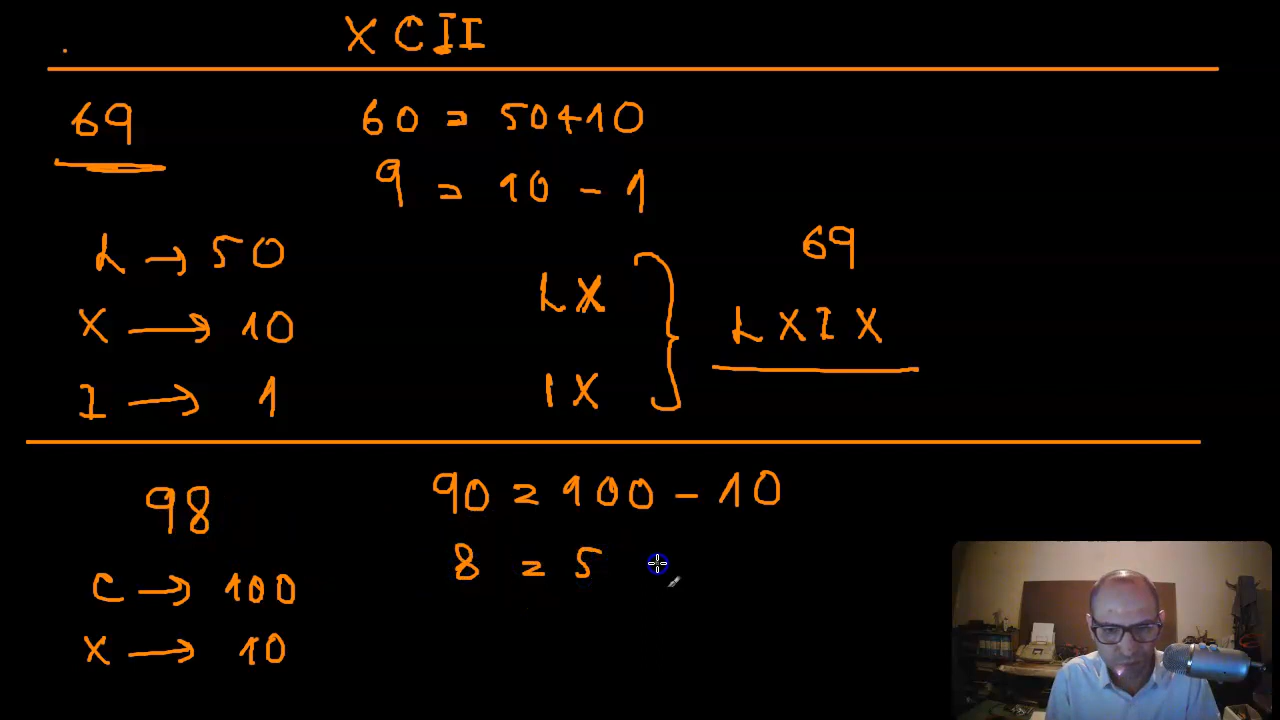 XCII
69
60 = 50+10
9 = 10 - 1
L → 50
X → 10
I → 1
LX
IX
69
LXIX
98
90 = 100 - 10
8 = 5
C → 100
X → 10